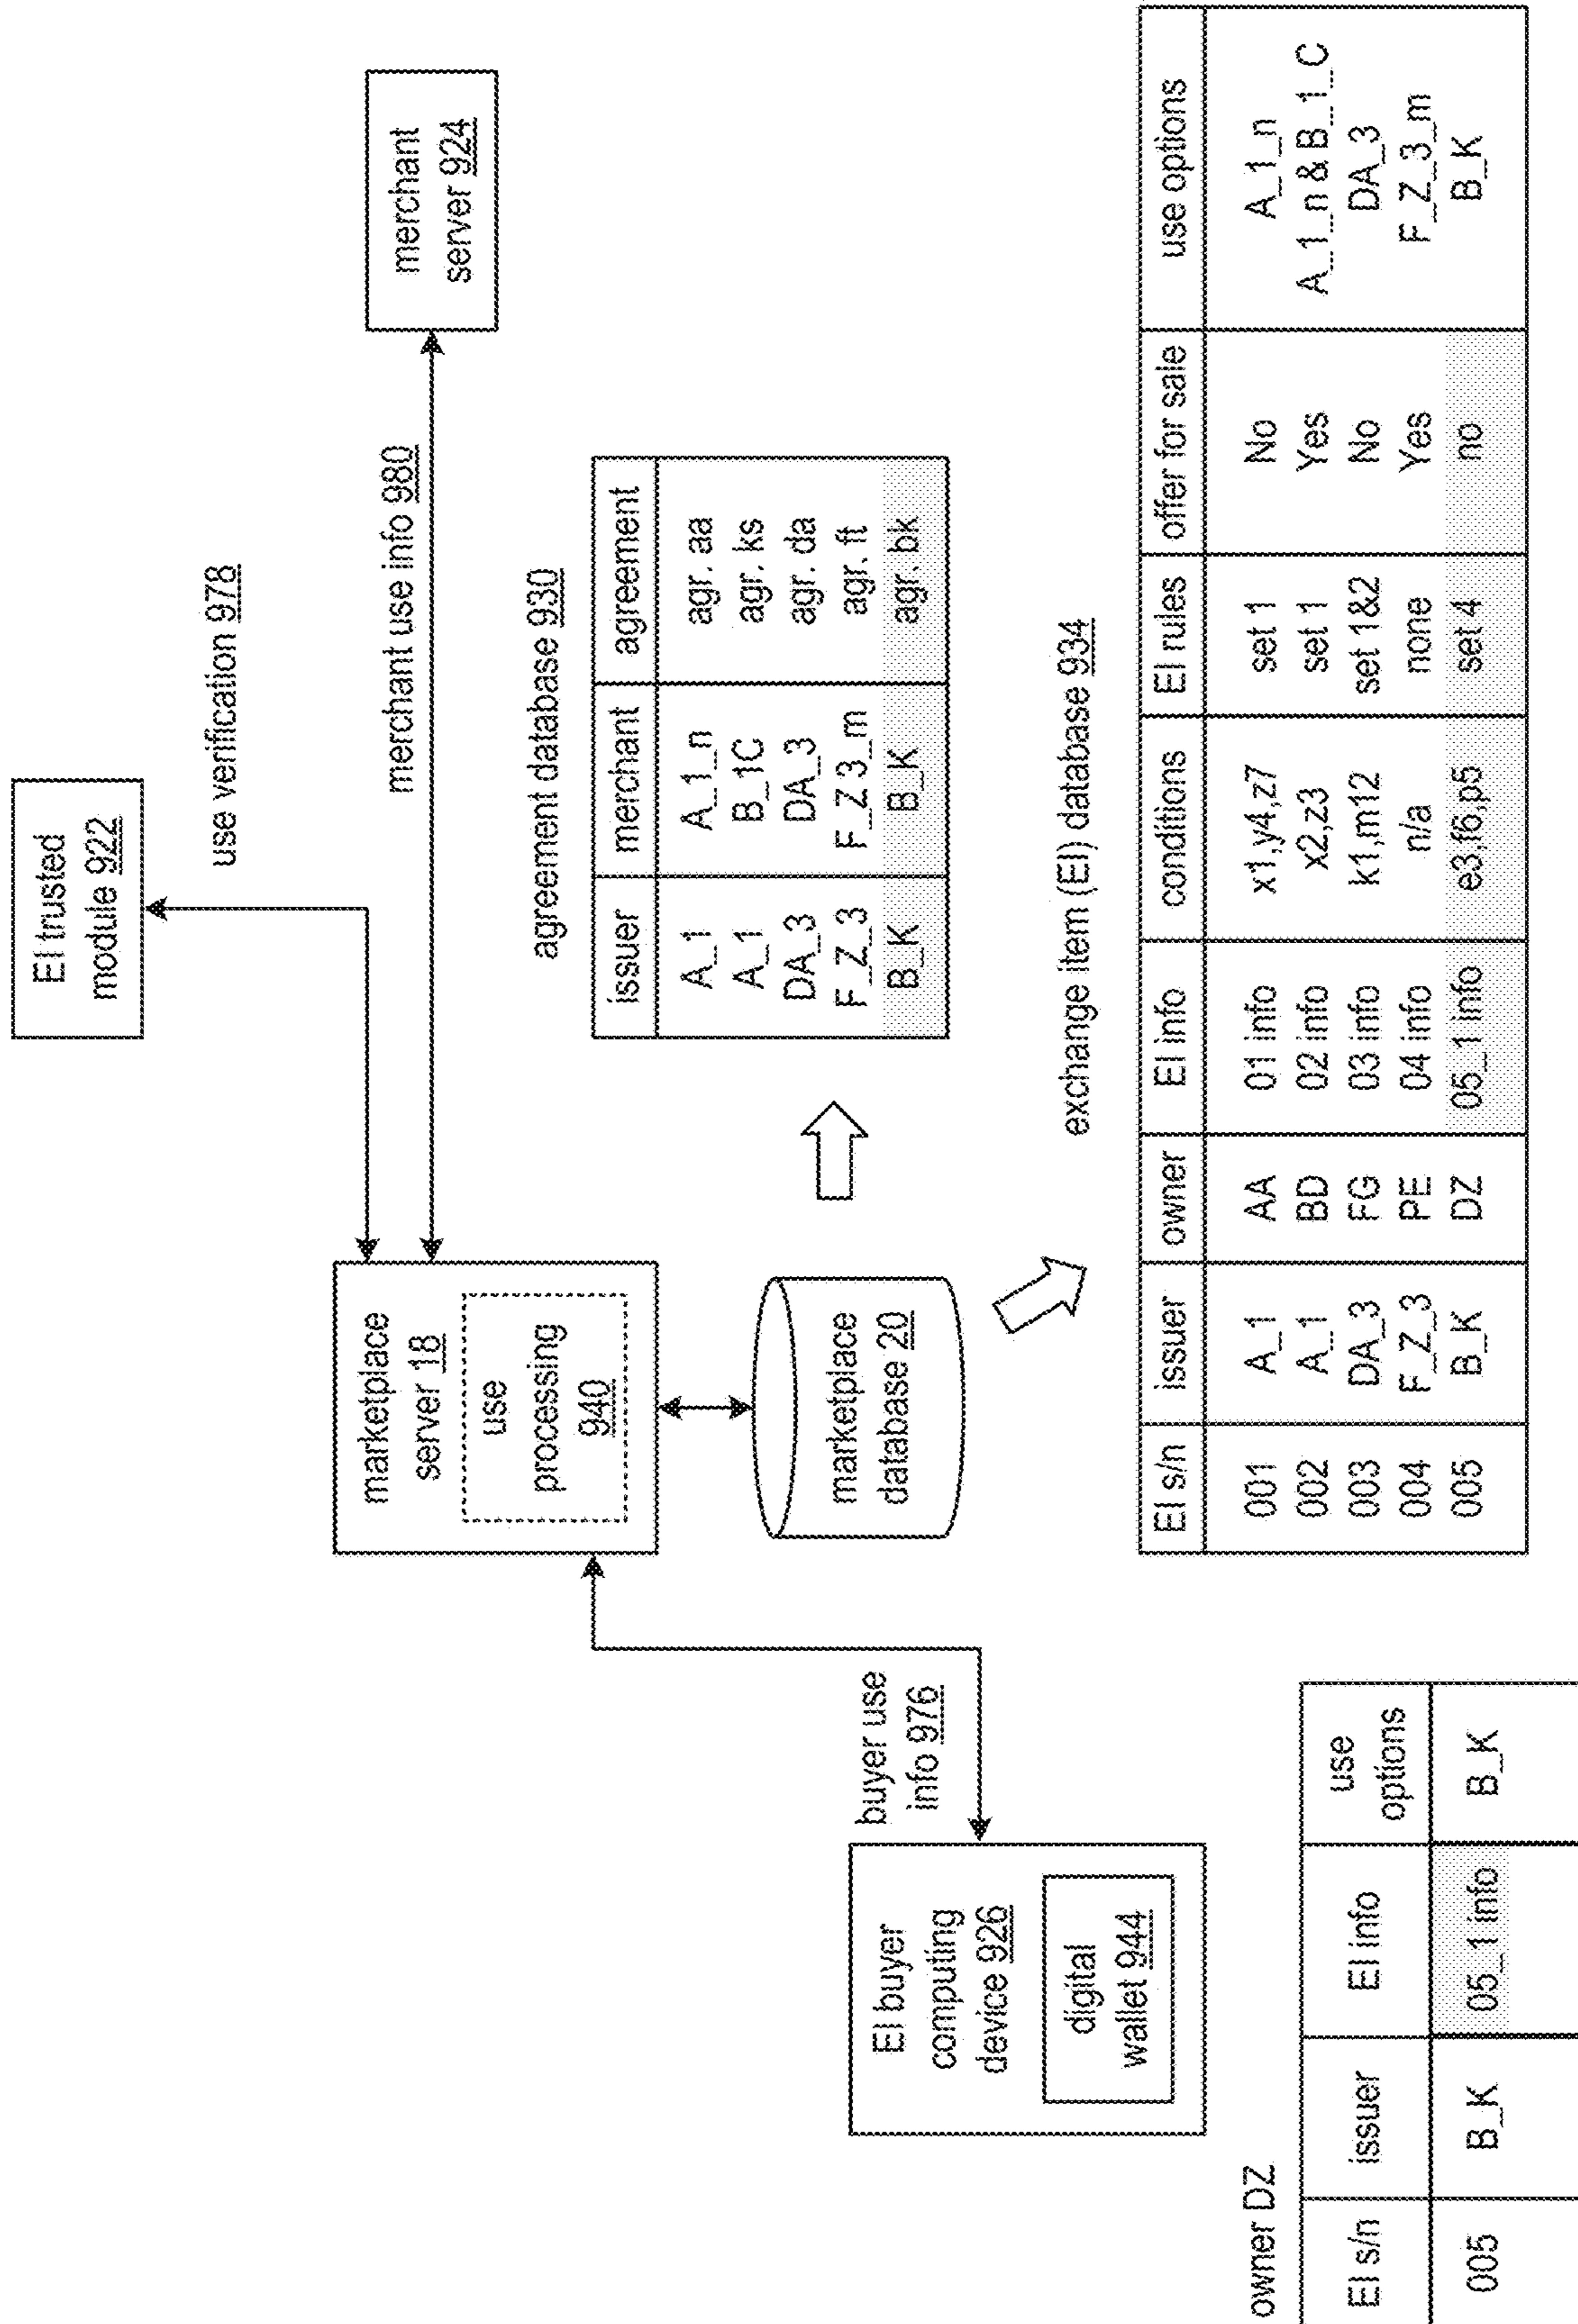 EI trusted
module 922
use verification 978
merchant use info 980
merchant
server 924
marketplace
server 18
use
processing
940
marketplace
database 20
buyer use
info 976
EI buyer
computing
device 926
digital
wallet 944
agreement database 930
issuer merchant agreement
A_1 A_1_n agr. aa
A_1 B_1C agr. ks
DA_3 DA_3 agr. da
F_Z_3 F_Z 3_m agr. ft
B_K B_K agr. bk
exchange item (EI) database 934
EI s/n issuer owner EI info conditions EI rules offer for sale use options
001 A_1 AA 01 info x1,y4,z7 set 1 No A_1_n
002 A_1 BD 02 info x2,z3 set 1 Yes A_1_n & B_1_C
003 DA_3 FG 03 info k1,m12 set 1&2 No DA_3
004 F_Z_3 PE 04 info n/a none Yes F_Z_3_m
005 B_K DZ 05_1 info e3,f6,p5 set 4 no B_K
owner DZ
EI s/n issuer EI info use
options
005 B_K 05_1 info B_K